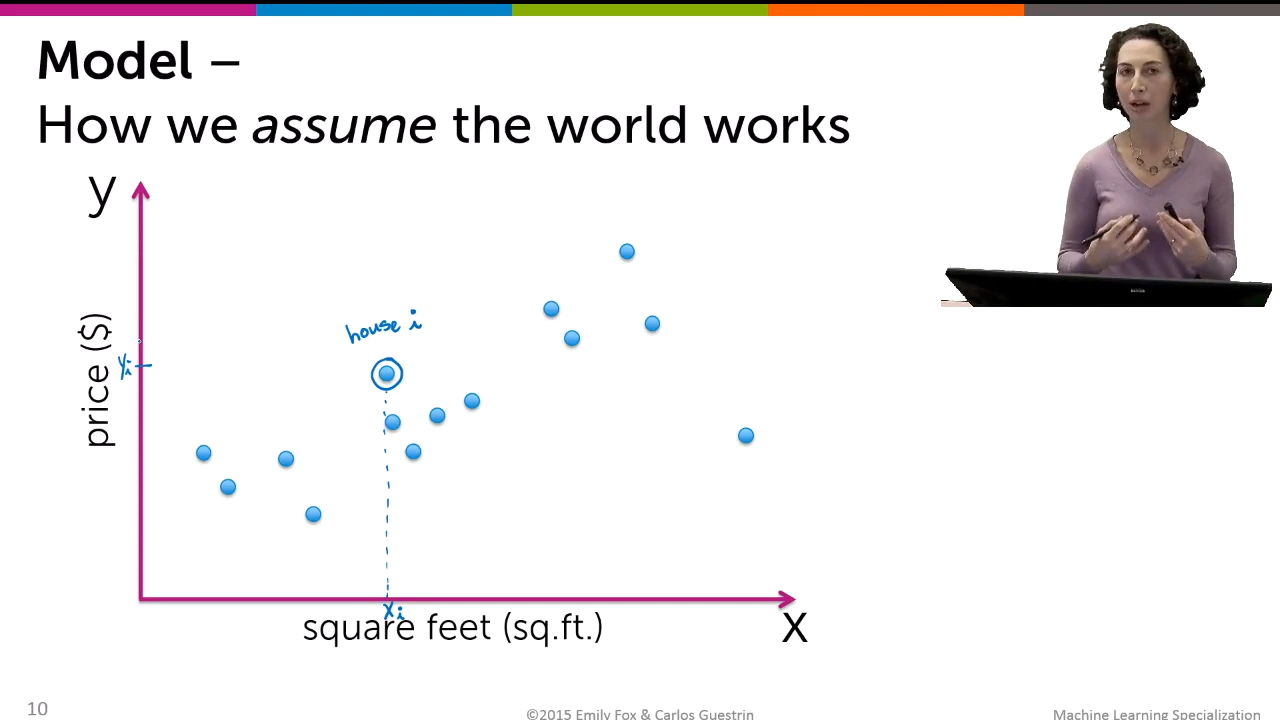 Model –
How we assume the world works
y
price ($)
yi
house i
xi
square feet (sq.ft.)
x
10
©2015 Emily Fox & Carlos Guestrin
Machine Learning Specialization